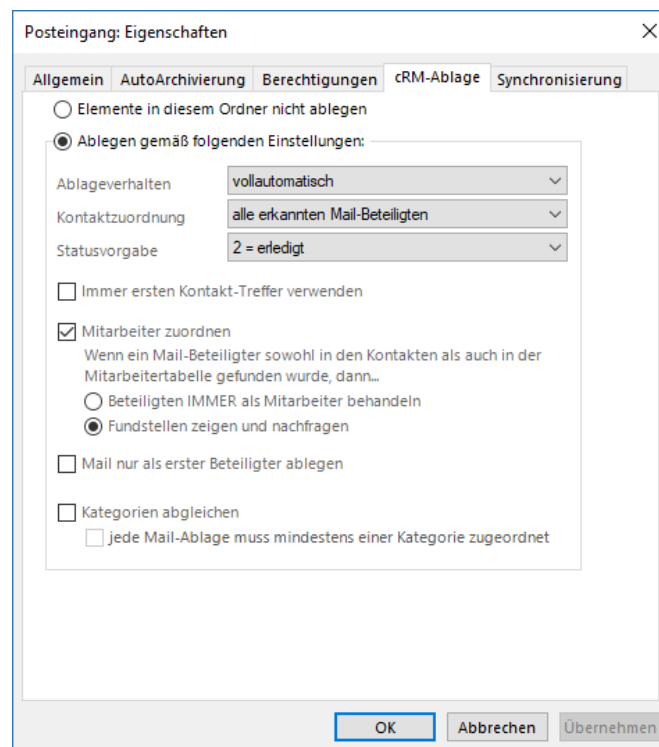 Posteingang: Eigenschaften
Allgemein AutoArchivierung Berechtigungen cRM-Ablage Synchronisierung
Elemente in diesem Ordner nicht ablegen
Ablegen gemäß folgenden Einstellungen:
Ablageverhalten vollautomatisch
Kontaktzuordnung alle erkannten Mail-Beteiligten
Statusvorgabe 2 = erledigt
Immer ersten Kontakt-Treffer verwenden
Mitarbeiter zuordnen
Wenn ein Mail-Beteiligter sowohl in den Kontakten als auch in der
Mitarbeitertabelle gefunden wurde, dann...
Beteiligten IMMER als Mitarbeiter behandeln
Fundstellen zeigen und nachfragen
Mail nur als erster Beteiligter ablegen
Kategorien abgleichen
jede Mail-Ablage muss mindestens einer Kategorie zugeordnet
OK Abbrechen Übernehmen